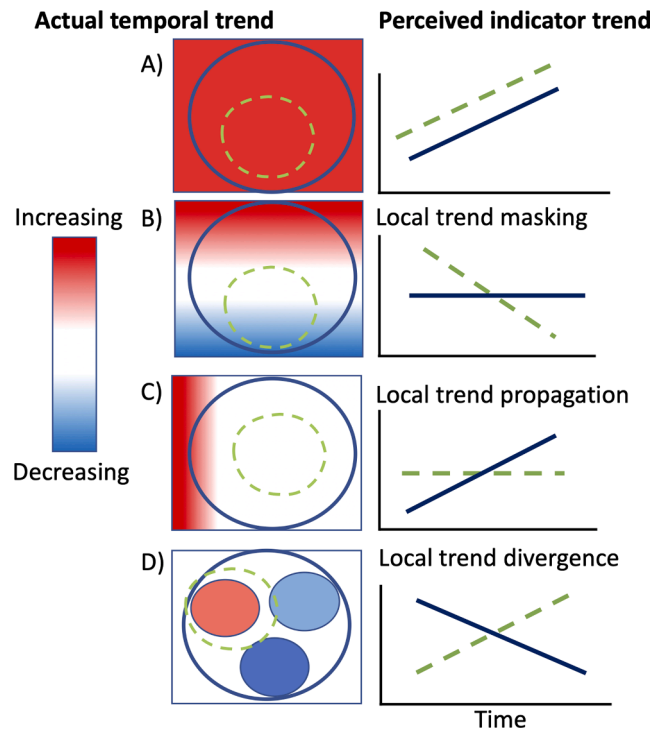 Actual temporal trend
Perceived indicator trend
A)
Increasing
Decreasing
B)
Local trend masking
C)
Local trend propagation
D)
Local trend divergence
Time